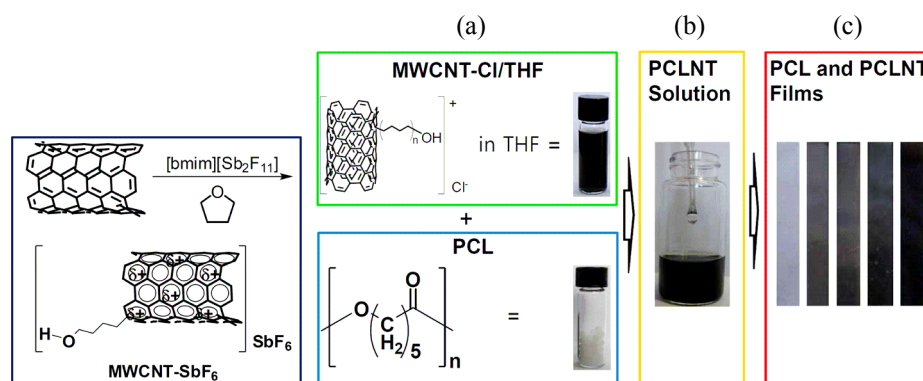 (a)
(b)
(c)
[bmim][Sb2F11]
O
δ+
δ+
δ+
δ+
δ+
δ+
H
O
SbF6
MWCNT-SbF6
MWCNT-Cl/THF
+
n
OH
Cl-
in THF =
+
PCL
O
O
C
H2
5
n
=
PCLNT
Solution
PCL and PCLNT
Films